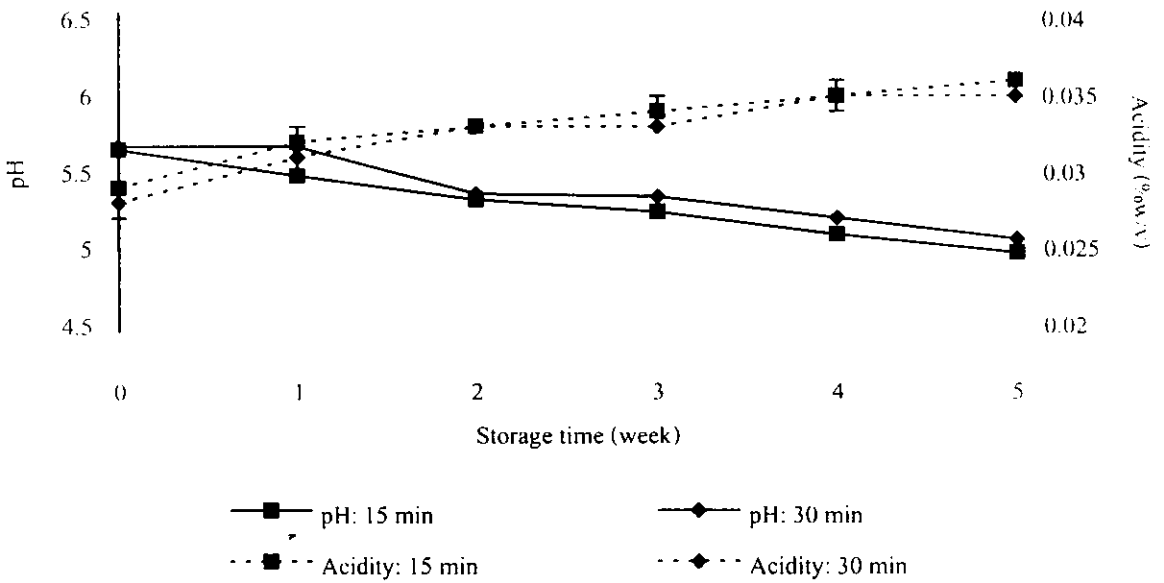 6.5
6
5.5
5
4.5
pH
0.04
0.035
0.03
0.025
0.02
Acidity (%w/v)
0 1 2 3 4 5
Storage time (week)
pH: 15 min
pH: 30 min
Acidity: 15 min
Acidity: 30 min